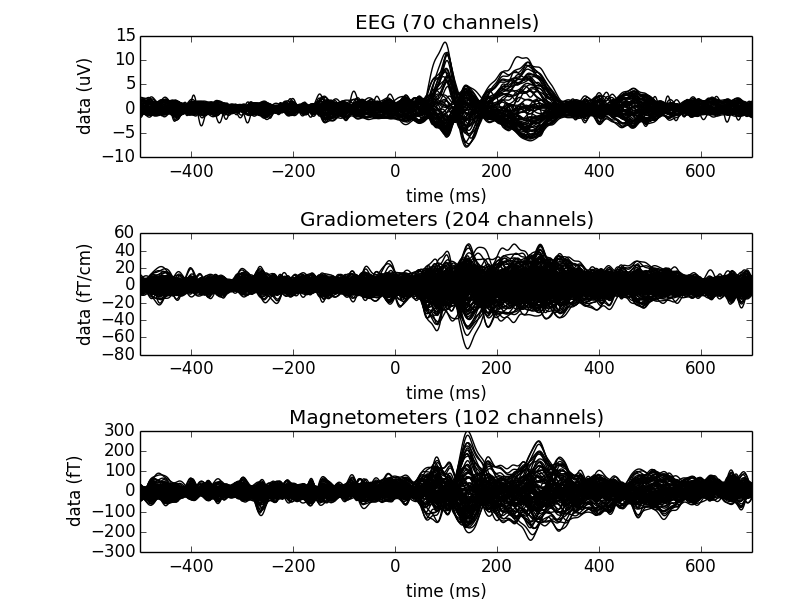 EEG (70 channels)
15
10
5
0
−5
−10
data (uV)
−400 −200 0 200 400 600
time (ms)
Gradiometers (204 channels)
60
40
20
0
−20
−40
−60
−80
data (fT/cm)
−400 −200 0 200 400 600
time (ms)
Magnetometers (102 channels)
300
200
100
0
−100
−200
−300
data (fT)
−400 −200 0 200 400 600
time (ms)